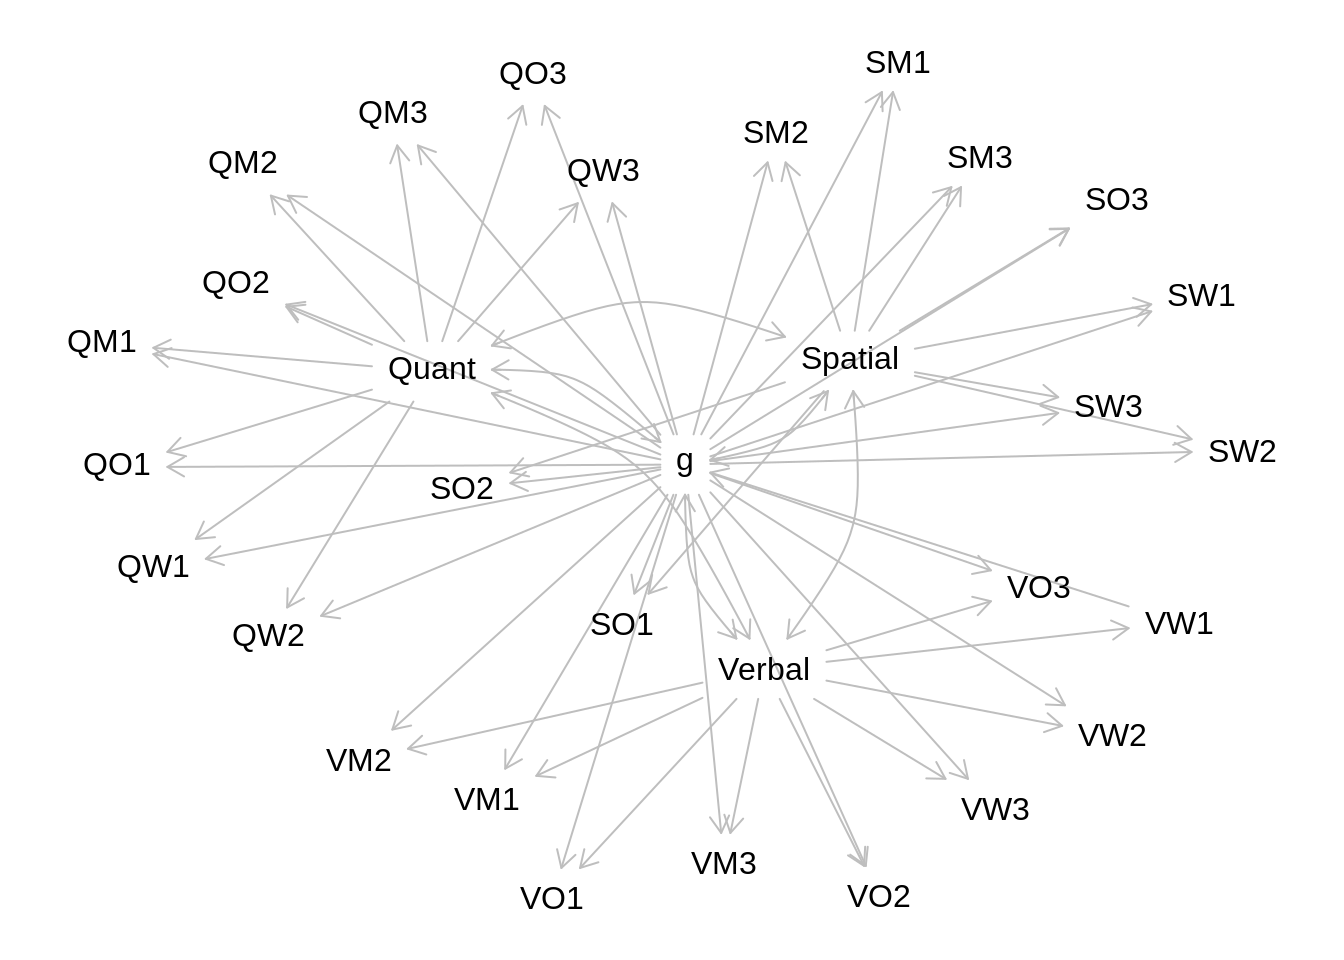 SM1
QO3
QM3
SM2
SM3
QM2
QW3
SO3
QO2
SW1
QM1
Spatial
Quant
SW3
SW2
g
QO1
SO2
QW1
VO3
SO1
VW1
QW2
Verbal
VW2
VM2
VM1
VW3
VM3
VO2
VO1